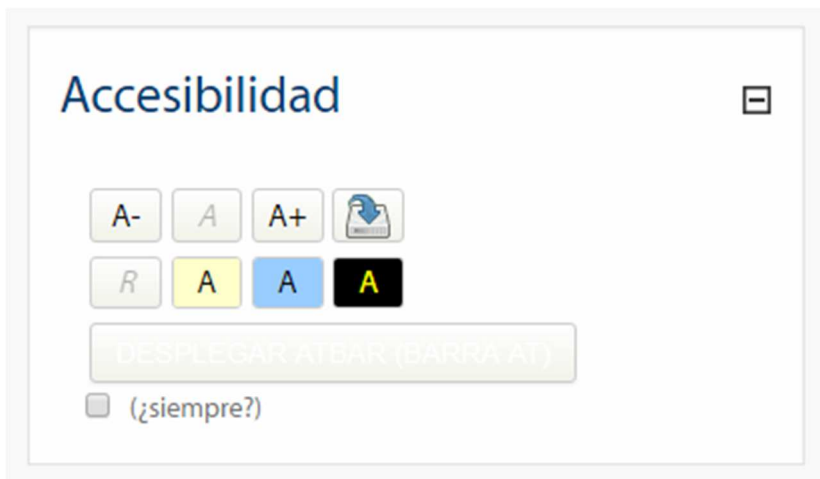 Accesibilidad
A- A A+
R A A A
DESPLEGAR ATBAR (BARRA AT)
(¿siempre?)